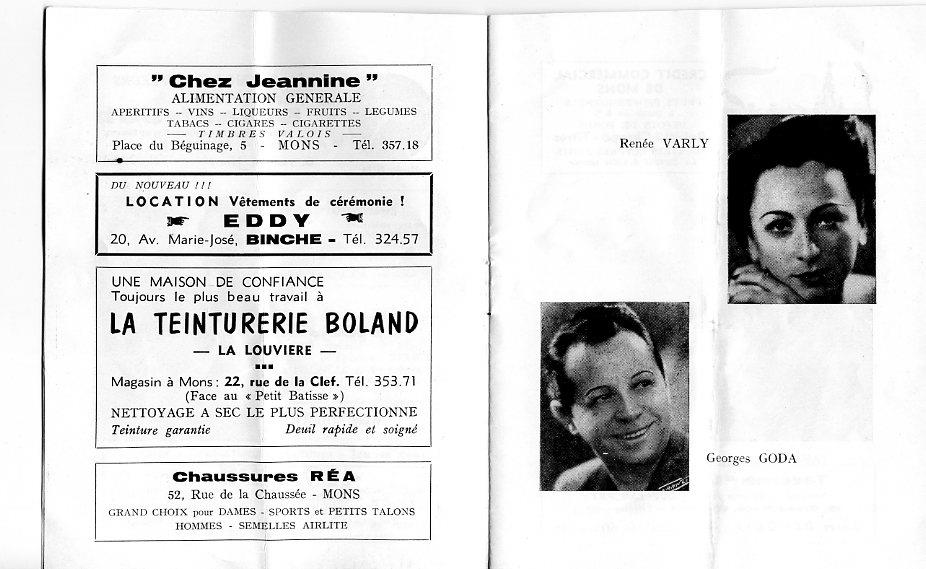 " Chez Jeannine "
ALIMENTATION GENERALE
APERITIFS -- VINS -- LIQUEURS -- FRUITS -- LEGUMES
TABACS -- CIGARES -- CIGARETTES
— TIMBRES VALOIS —
Place du Béguinage, 5 - MONS - Tél. 357.18
DU NOUVEAU !!!
LOCATION Vêtements de cérémonie !
EDDY
20, Av. Marie-José, BINCHE - Tél. 324.57
UNE MAISON DE CONFIANCE
Toujours le plus beau travail à
LA TEINTURERIE BOLAND
— LA LOUVIERE —
Magasin à Mons : 22, rue de la Clef. Tél. 353.71
(Face au « Petit Batisse »)
NETTOYAGE A SEC LE PLUS PERFECTIONNE
Teinture garantie Deuil rapide et soigné
Chaussures RÉA
52, Rue de la Chaussée - MONS
GRAND CHOIX pour DAMES - SPORTS et PETITS TALONS
HOMMES - SEMELLES AIRLITE
Renée VARLY
Georges GODA